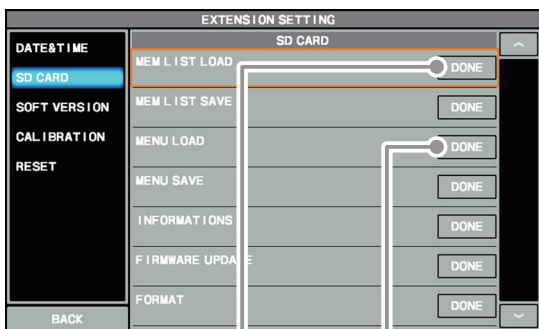 EXTENSION SETTING
DATE&TIME
SD CARD
SOFT VERSION
CALIBRATION
RESET
BACK
SD CARD
MEM LIST LOAD DONE
MEM LIST SAVE DONE
MENU LOAD DONE
MENU SAVE DONE
INFORMATIONS DONE
FIRMWARE UPDATE DONE
FORMAT DONE